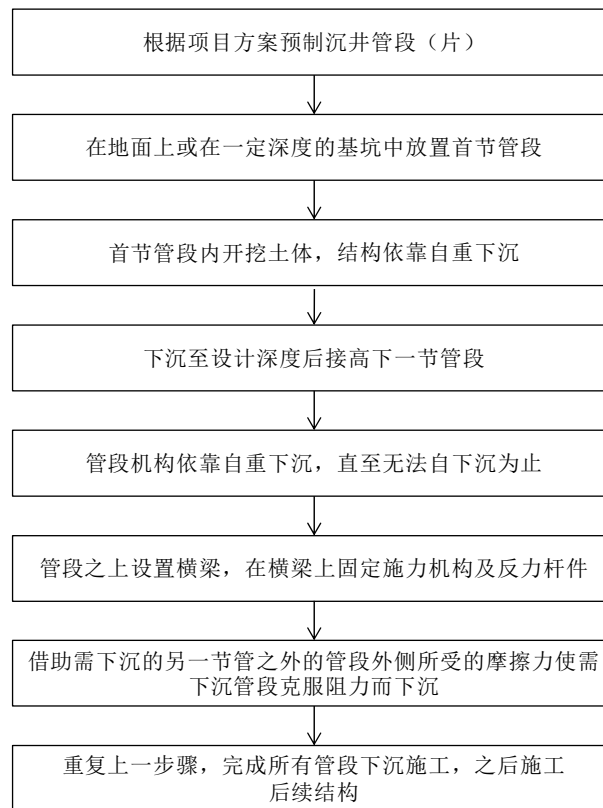 根据项目方案预制沉井管段（片）
在地面上或在一定深度的基坑中放置首节管段
首节管段内开挖土体，结构依靠自重下沉
下沉至设计深度后接高下一节管段
管段机构依靠自重下沉，直至无法自下沉为止
管段之上设置横梁，在横梁上固定施力机构及反力杆件
借助需下沉的另一节管之外的管段外侧所受的摩擦力使需
下沉管段克服阻力而下沉
重复上一步骤，完成所有管段下沉施工，之后施工
后续结构